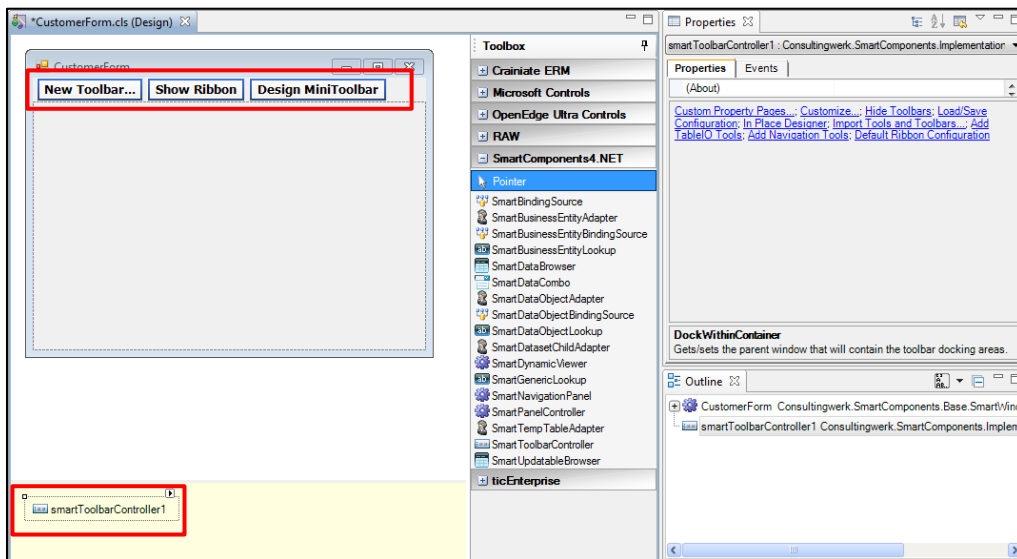 *CustomerForm.cls (Design)
CustomerForm
New Toolbar... Show Ribbon Design MiniToolbar
smartToolbarController1
Toolbox
Crainiate ERM
Microsoft Controls
OpenEdge Ultra Controls
RAW
SmartComponents4.NET
Pointer
SmartBindingSource
SmartBusinessEntityAdapter
SmartBusinessEntityBindingSource
SmartBusinessEntityLookup
SmartDataBrowser
SmartDataCombo
SmartDataObjectAdapter
SmartDataObjectBindingSource
SmartDataObjectLookup
SmartDatasetChildAdapter
SmartDynamicViewer
SmartGenericLookup
SmartNavigationPanel
SmartPanelController
SmartTempTableAdapter
SmartToolbarController
SmartUpdatableBrowser
ticEnterprise
Properties
smartToolbarController1 : Consultingwerk.SmartComponents.Implementation
Properties Events
(About)
Custom Property Pages...; Customize...; Hide Toolbars; Load/Save
Configuration; In Place Designer; Import Tools and Toolbars...; Add
TableIO Tools; Add Navigation Tools; Default Ribbon Configuration
DockWithinContainer
Gets/sets the parent window that will contain the toolbar docking areas.
Outline
CustomerForm Consultingwerk.SmartComponents.Base.SmartWin
smartToolbarController1 Consultingwerk.SmartComponents.Implem